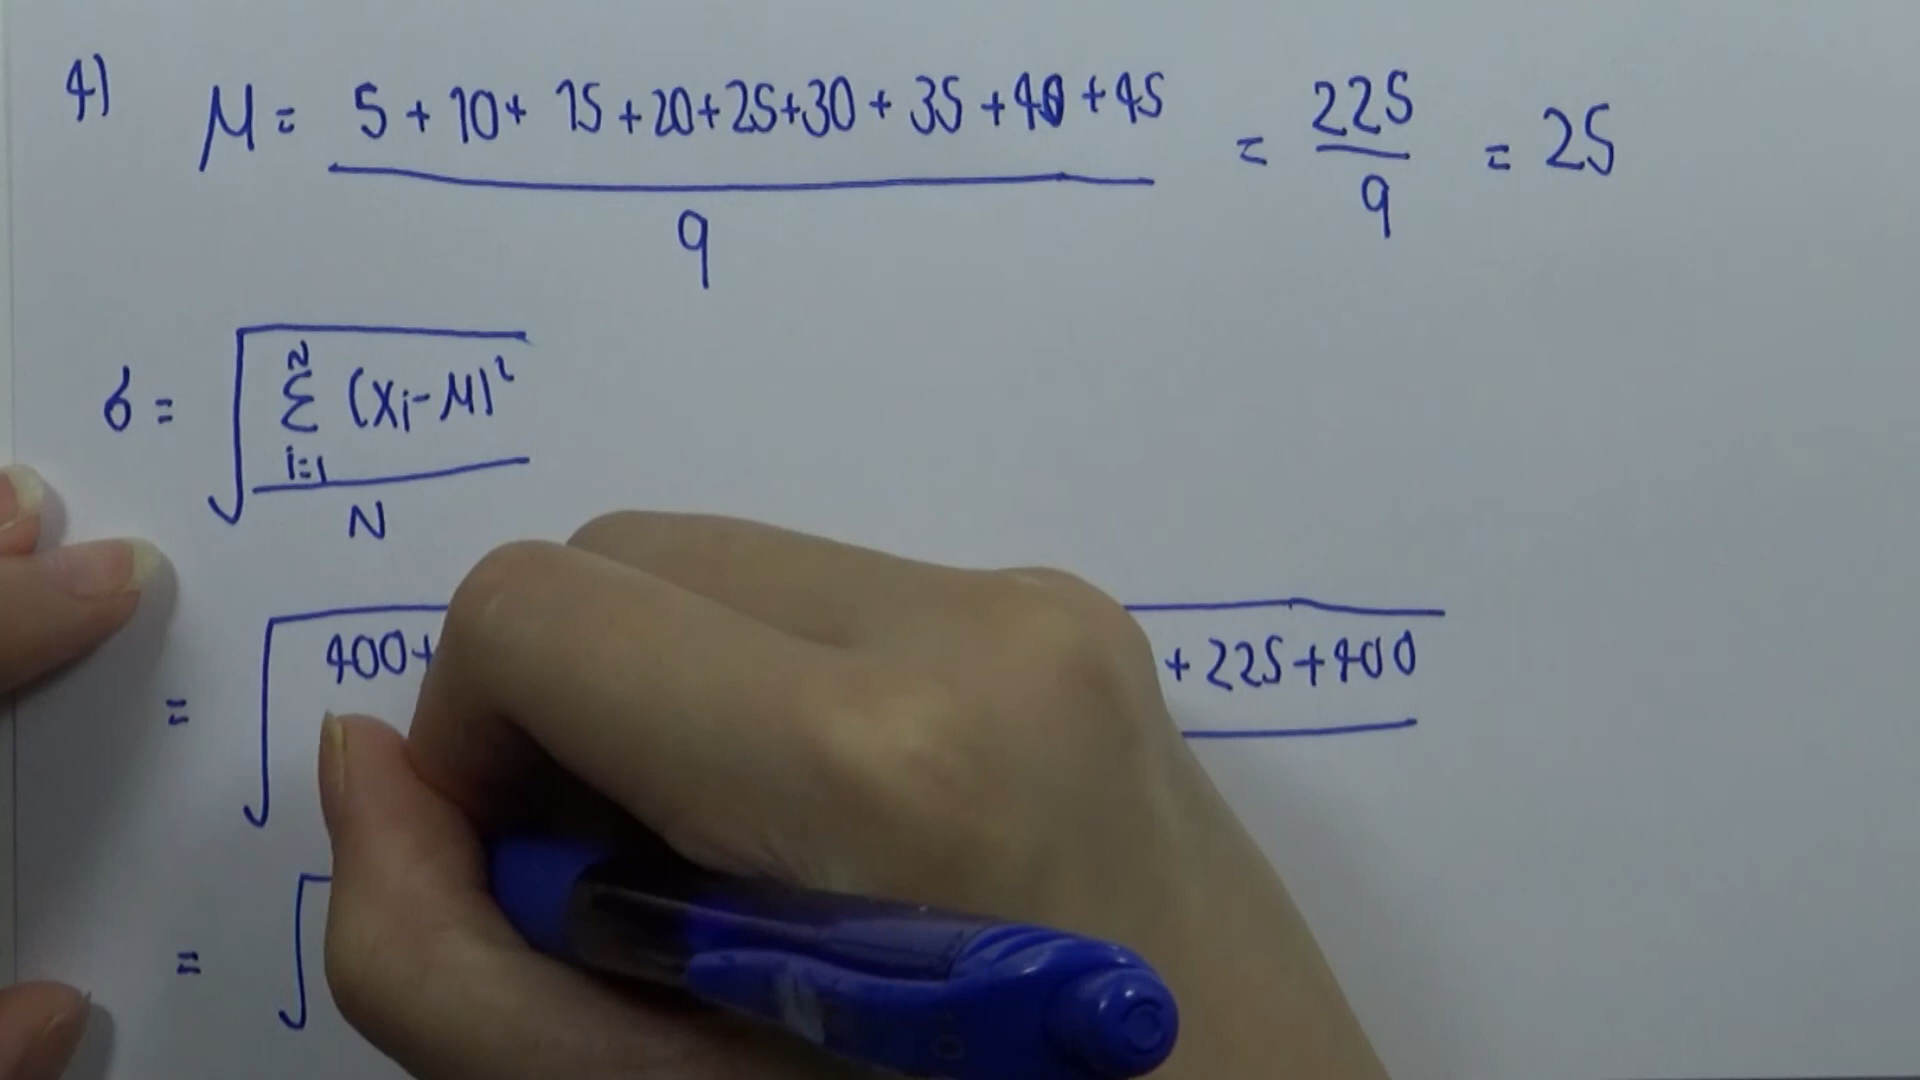 4) μ = 5 + 10 + 15 + 20 + 25 + 30 + 35 + 40 + 45 / 9 = 225 / 9 = 25
σ = √ N Σ i=1 (xi - μ)² / N
= √ 400 + + 225 + 400
= √